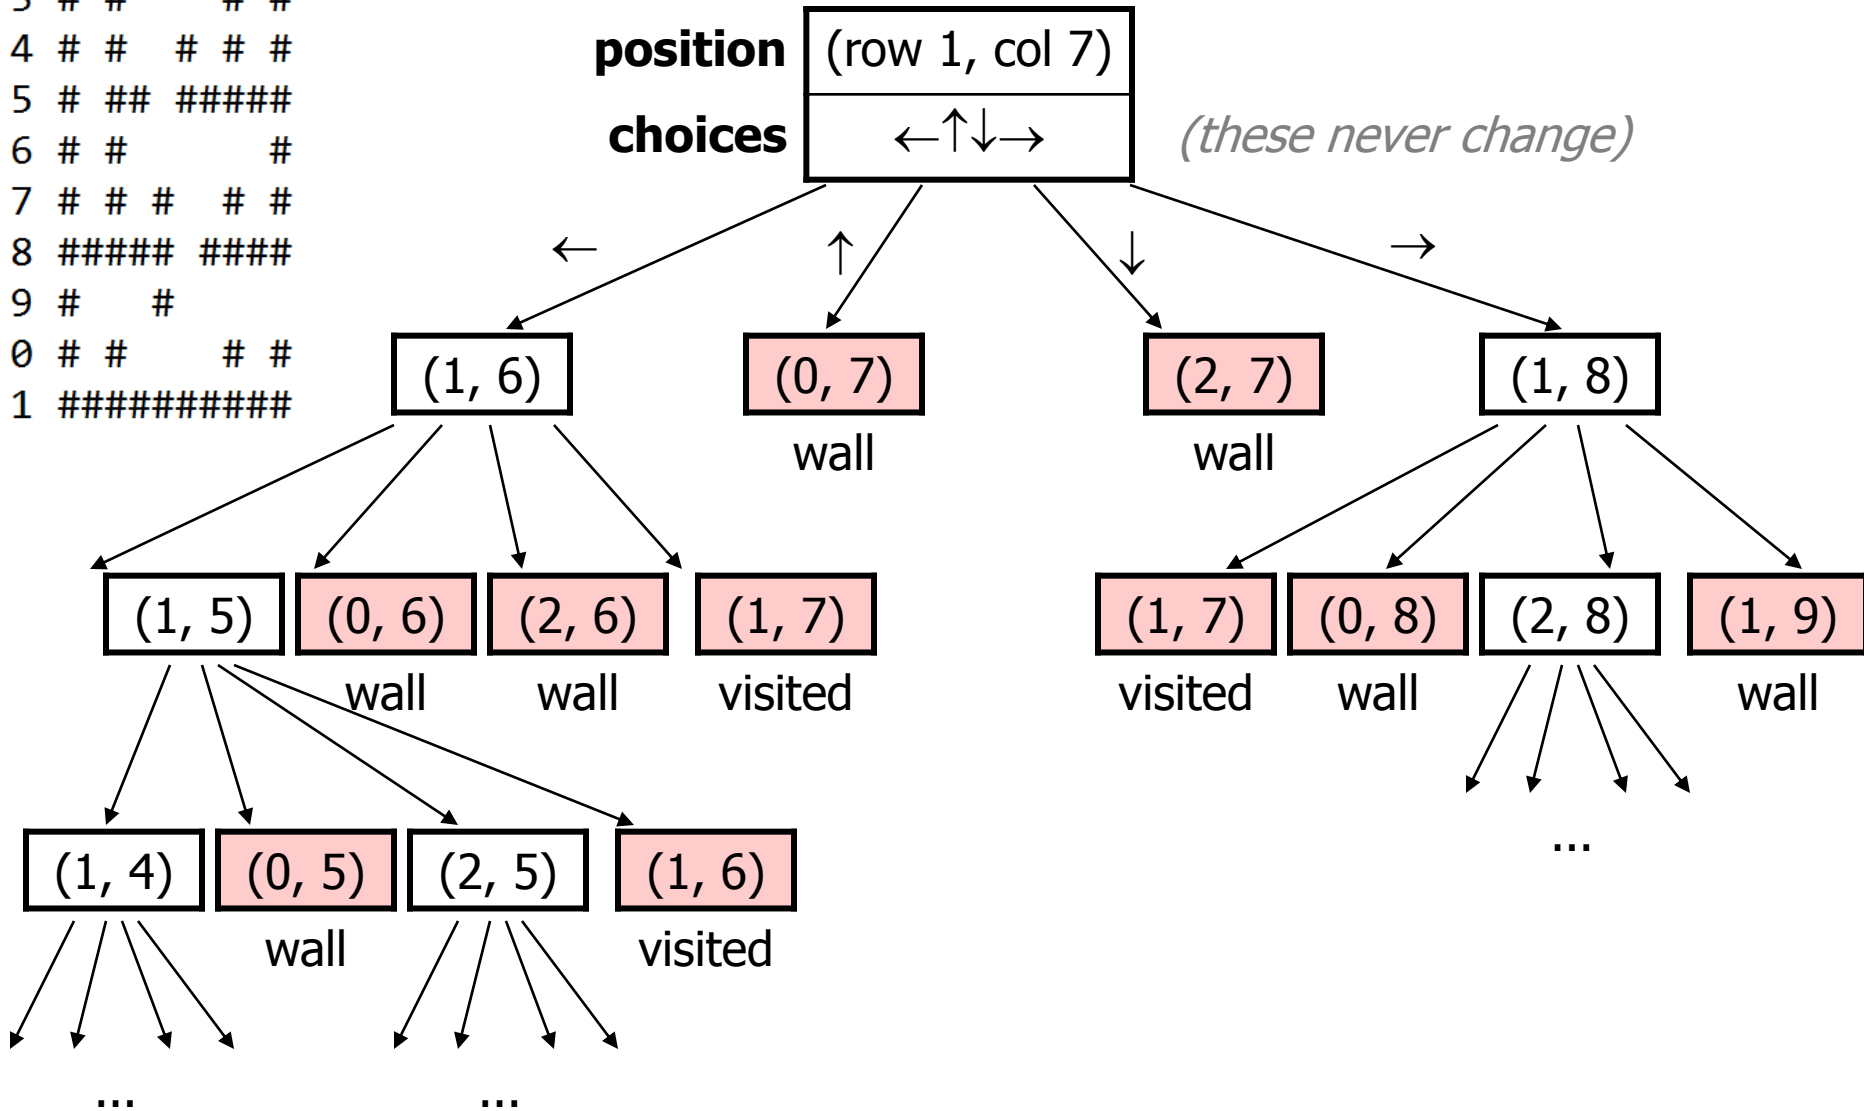 3 # #    # #
4 # #  # # #
5 # ## #####
6 # #      #
7 # # #  # #
8 ##### ####
9 #   #
0 # #    # #
1 ##########
position (row 1, col 7)
choices ←↑↓→ (these never change)
← ↑ ↓ →
(1, 6) (0, 7) (2, 7) (1, 8)
wall wall
(1, 5) (0, 6) (2, 6) (1, 7) (1, 7) (0, 8) (2, 8) (1, 9)
wall wall visited visited wall wall
...
(1, 4) (0, 5) (2, 5) (1, 6)
wall visited
... ...